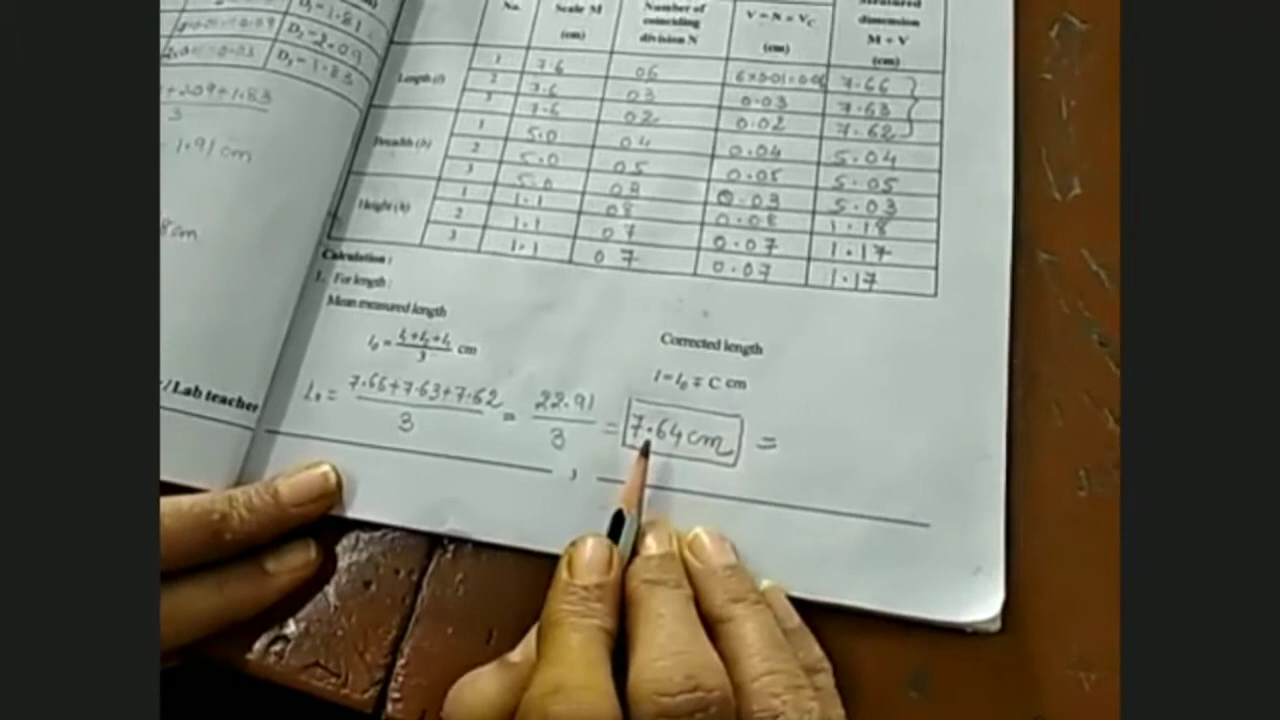 D₁ = 1.81
D₂ = 2.09
D₃ = 1.83
+2.09+1.83
3
1.91 cm
8cm
/ Lab teacher
No. Scale M (cm) Number of coinciding division N V = N × V_C (cm) Measured dimension M + V (cm)
Length (l) 1 7.6 06 6×0.01=0.06 7.66
2 7.6 03 0.03 7.63
3 7.6 02 0.02 7.62
Breadth (b) 1 5.0 04 0.04 5.04
2 5.0 05 0.05 5.05
3 5.0 0.03 5.03
Height (h) 1 1.1 08 0.08 1.18
2 1.1 07 0.07 1.17
3 1.1 07 0.07 1.17
Calculation :
1. For length :
Mean measured length
l₀ = (l₁+l₂+l₃)/3 cm
Corrected length
l = l₀ ∓ C cm
l₀ = (7.66+7.63+7.62)/3 = 22.91/3 = 7.64 cm =